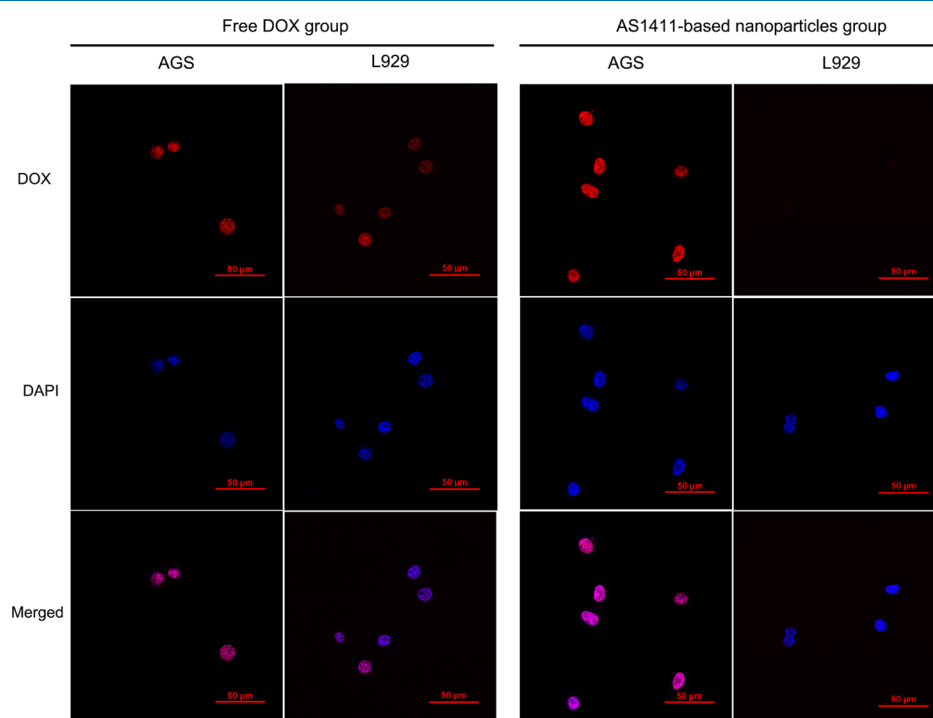 Free DOX group AS1411-based nanoparticles group
AGS L929 AGS L929
DOX
50 μm 50 μm 50 μm 50 μm
DAPI
50 μm 50 μm 50 μm 50 μm
Merged
50 μm 50 μm 50 μm 50 μm